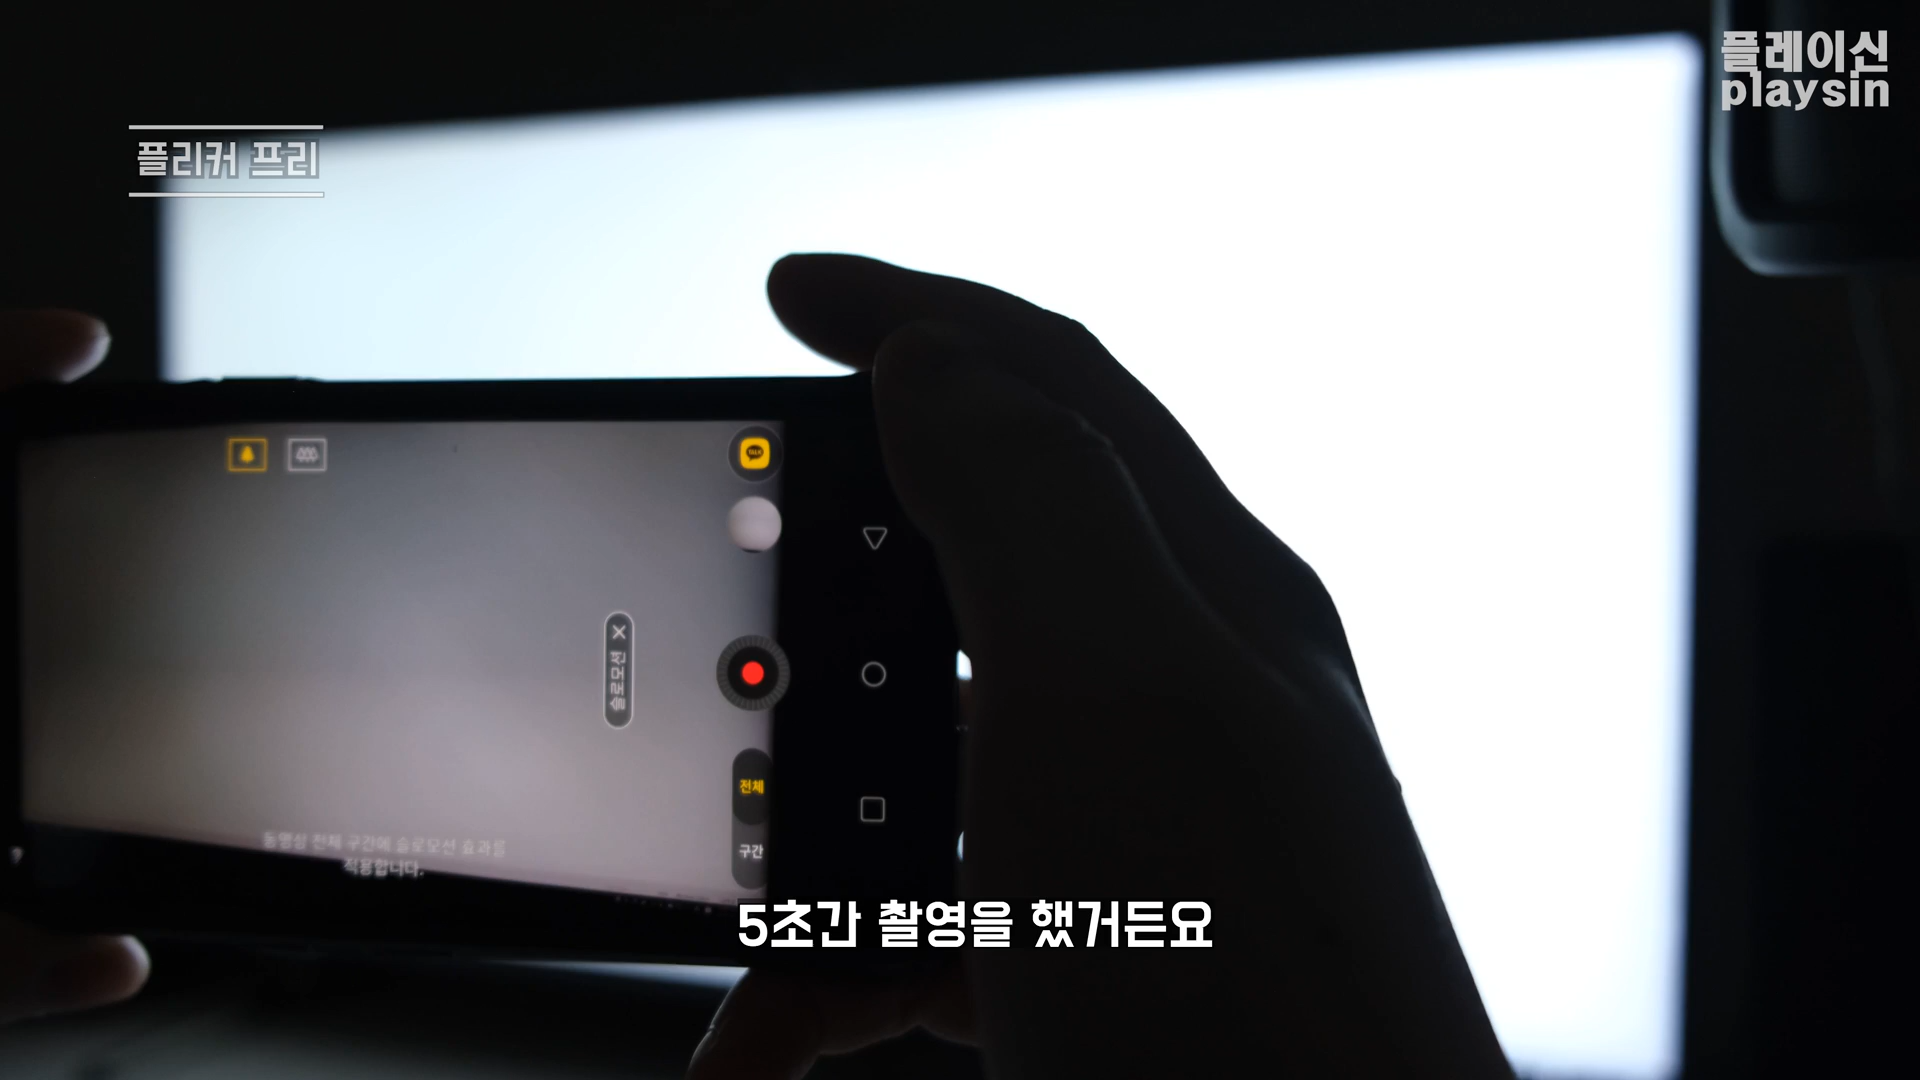 플레이신
playsin
플리커 프리
TALK
슬로모션 ✕
전체
구간
동영상 전체 구간에 슬로모션 효과를
적용합니다.
?
5초간 촬영을 했거든요